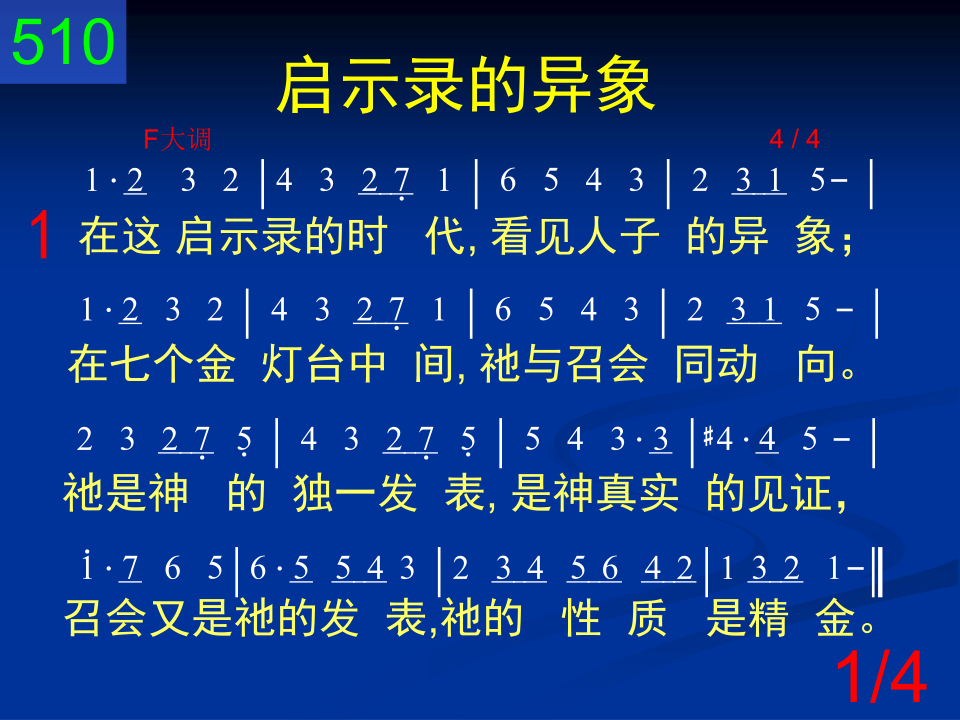 510
启示录的异象
F大调 4 / 4
1 · 2 3 2 | 4 3 2 7̣ 1 | 6 5 4 3 | 2 3 1 5 – |
1 在这 启示录的时 代, 看见人子 的异 象；
1 · 2 3 2 | 4 3 2 7̣ 1 | 6 5 4 3 | 2 3 1 5 – |
在七个金 灯台中 间, 祂与召会 同动 向。
2 3 2 7̣ 5̣ | 4 3 2 7̣ 5̣ | 5 4 3 · 3 | ♯4 · 4 5 – |
祂是神 的 独一发 表, 是神真实 的见证，
1̇ · 7 6 5 | 6 · 5 5 4 3 | 2 3 4 5 6 4 2 | 1 3 2 1 – ‖
召会又是祂的发 表,祂的 性 质 是精 金。
1/4